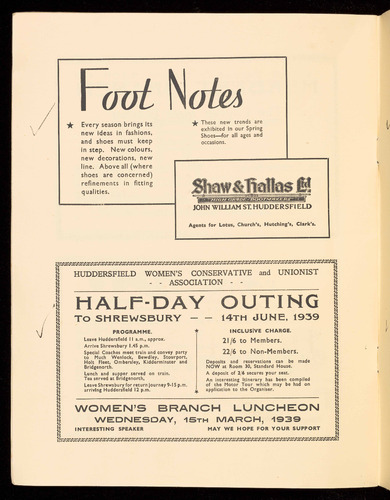 Foot Notes
★ Every season brings its
new ideas in fashions,
and shoes must keep
in step. New colours,
new decorations, new
line. Above all (where
shoes are concerned)
refinements in fitting
qualities.
★ These new trends are
exhibited in our Spring
Shoes—for all ages and
occasions.
Shaw & Hallas Ltd
JOHN WILLIAM ST. HUDDERSFIELD
Agents for Lotus, Church's, Hutching's, Clark's.
HUDDERSFIELD WOMEN'S CONSERVATIVE and UNIONIST
- - ASSOCIATION - -
HALF-DAY OUTING
TO SHREWSBURY — — 14TH JUNE, 1939
PROGRAMME.
Leave Huddersfield 11 a.m., approx.
Arrive Shrewsbury 1.45 p.m.
Special Coaches meet train and convey party
to Much Wenlock, Bewdley, Stourport,
Holt Fleet, Ombersley, Kidderminster and
Bridgenorth.
Lunch and supper served on train.
Tea served at Bridgenorth.
Leave Shrewsbury for return journey 9-15 p.m.
arriving Huddersfield 12 p.m.
INCLUSIVE CHARGE.
21/6 to Members.
22/6 to Non-Members.
Deposits and reservations can be made
NOW at Room 30, Standard House.
A deposit of 2/6 secures your seat.
An interesting Itinerary has been compiled
of the Motor Tour which may be had on
application to the Organiser.
WOMEN'S BRANCH LUNCHEON
WEDNESDAY, 15TH MARCH, 1939
INTERESTING SPEAKER MAY WE HOPE FOR YOUR SUPPORT